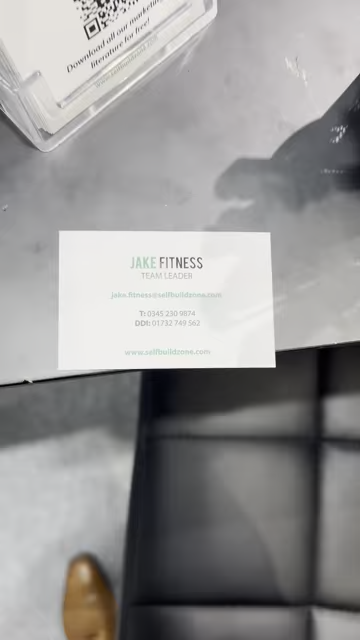 Download all our marketing
literature for free!
JAKE FITNESS
TEAM LEADER
jake.fitness@selfbuildzone.com
T: 0345 230 9874
DDI: 01732 749 562
www.selfbuildzone.com